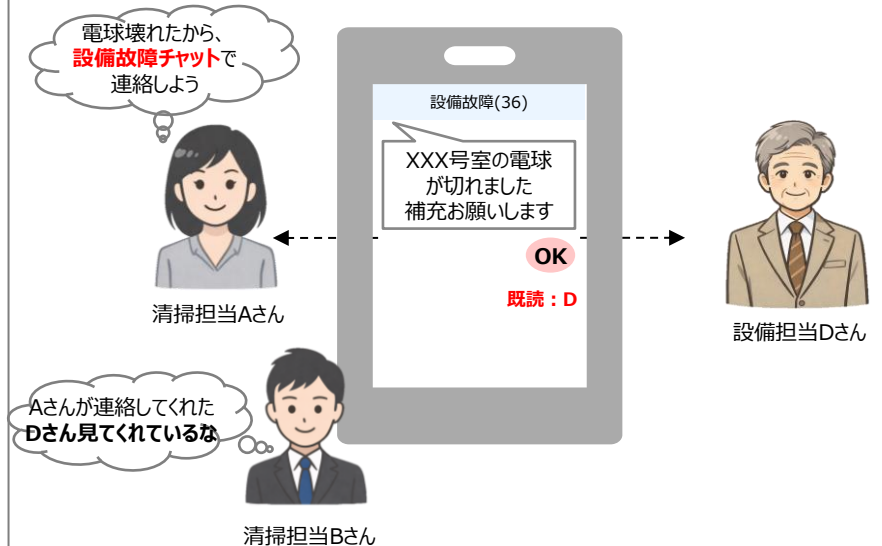 電球壊れたから、
設備故障チャットで
連絡しよう
設備故障(36)
XXX号室の電球
が切れました
補充お願いします
OK
既読：D
清掃担当Aさん
設備担当Dさん
Aさんが連絡してくれた
Dさん見てくれているな
清掃担当Bさん